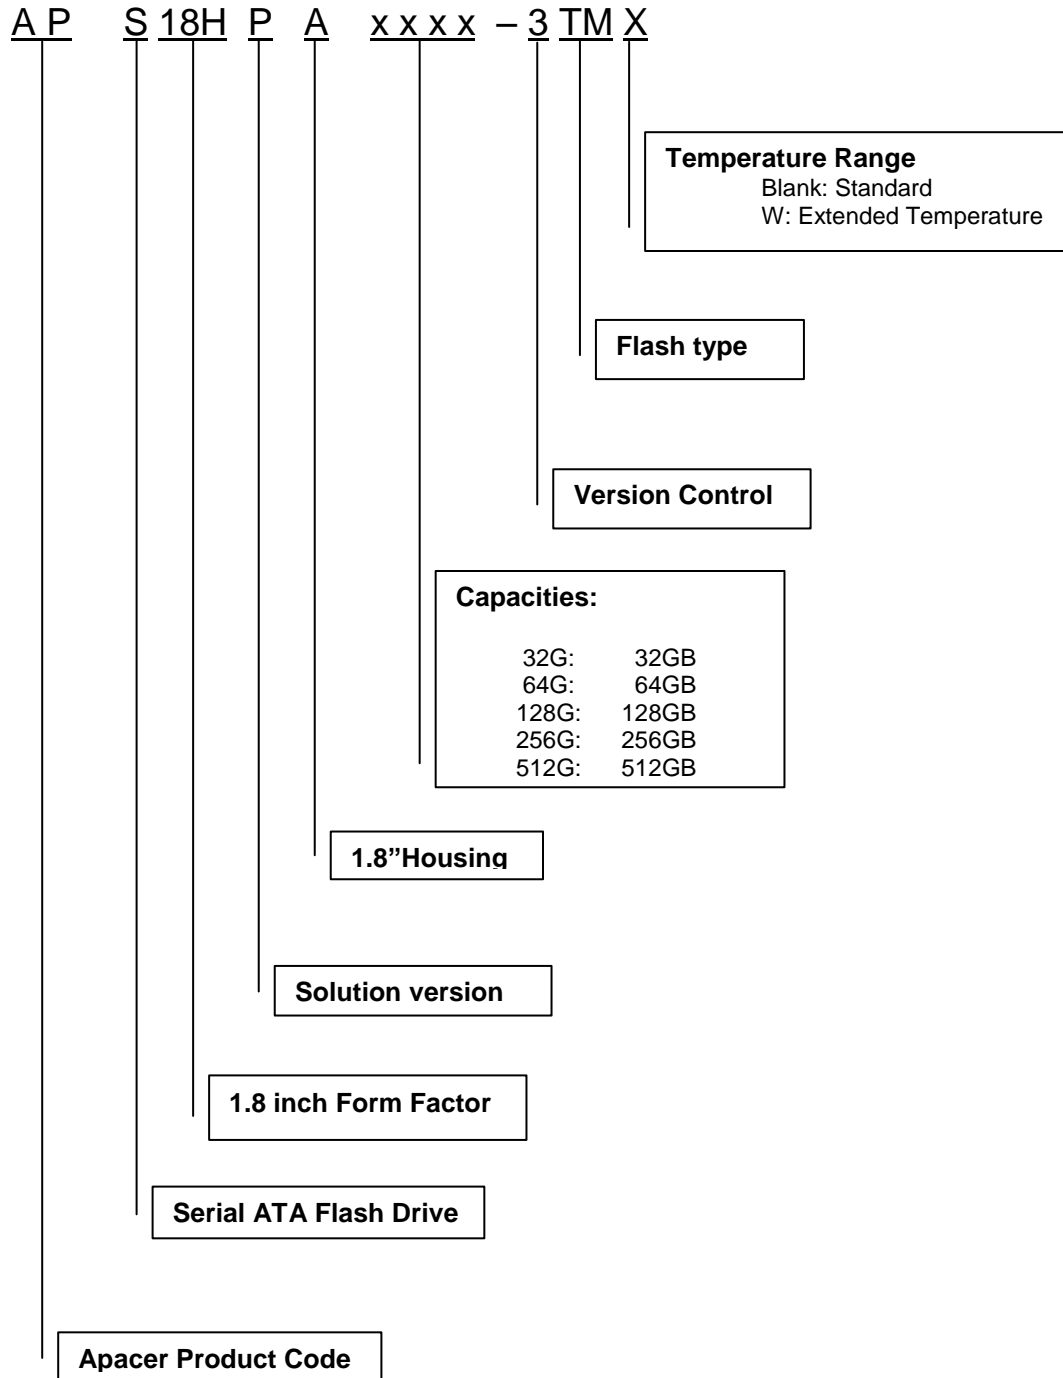 A P S 18H P A x x x x – 3 TM X
Temperature Range
Blank: Standard
W: Extended Temperature
Flash type
Version Control
Capacities:
32G: 32GB
64G: 64GB
128G: 128GB
256G: 256GB
512G: 512GB
1.8”Housing
Solution version
1.8 inch Form Factor
Serial ATA Flash Drive
Apacer Product Code